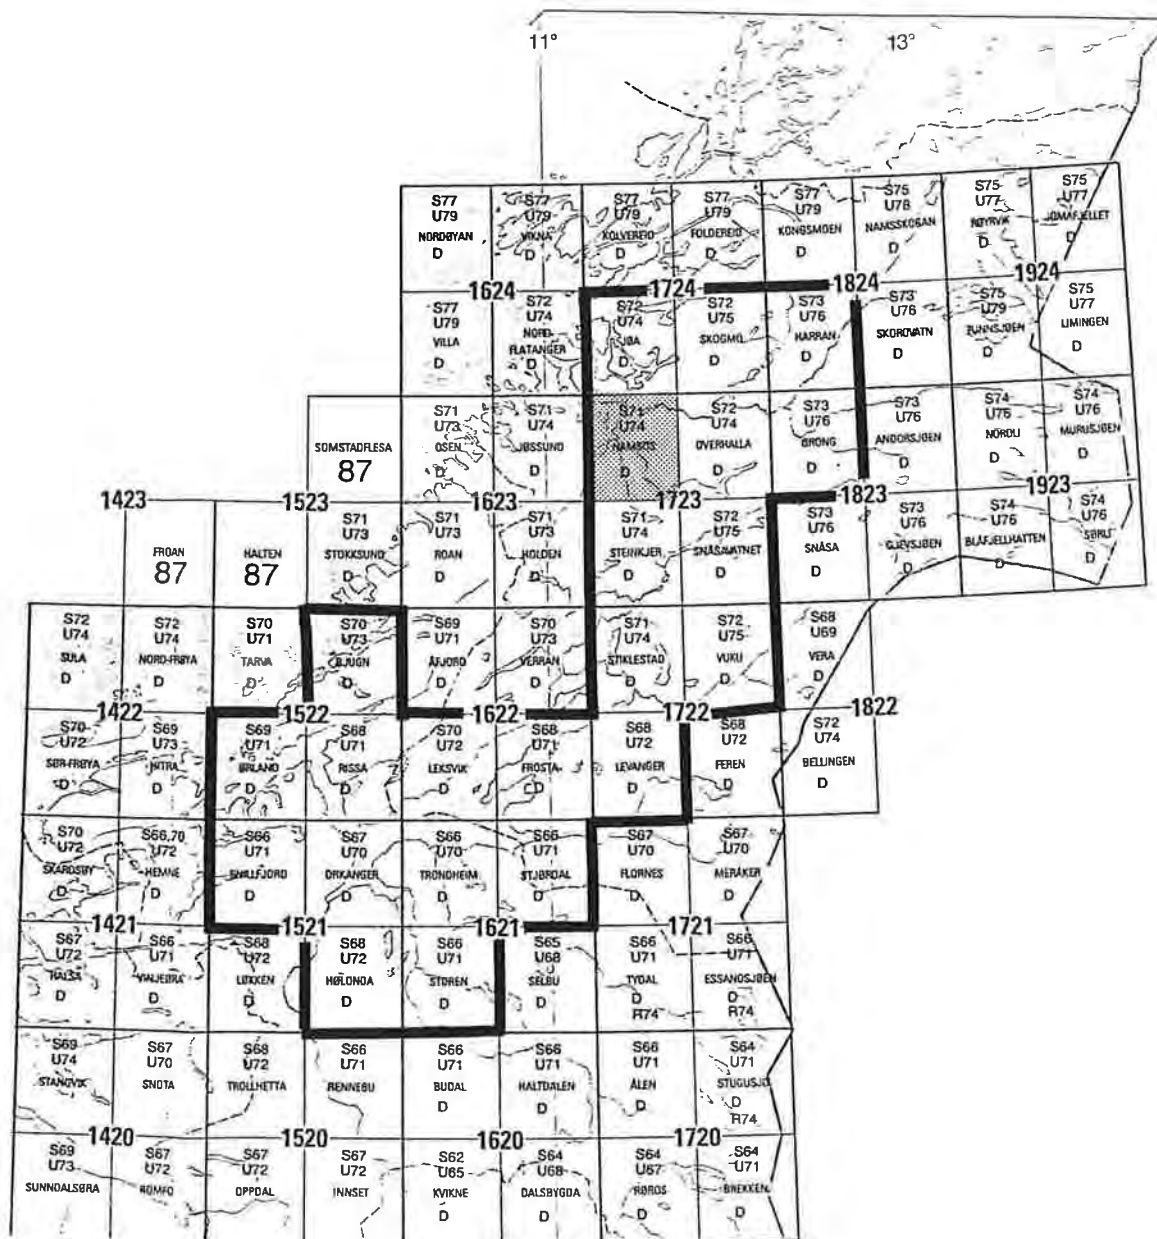 11° 13°
S77 S77 S77 S77 S77 S75 S75 S75
U79 U79 U79 U79 U79 U78 U77 U77
NORDØYAN VIKNA KOLVEREID FOLDEREID KONGSMOEN NAMSSKOGAN RØYRVIK JOMAFJELLET
D D D D D D D D
1624 1724 1824 1924
S77 S72 S72 S72 S73 S73 S75 S75
U79 U74 U74 U75 U76 U76 U79 U77
VILLA NORD-FLATANGER JØA SKOGMO HARRAN SKOROVATN TUNNSJØEN LIMINGEN
D D D D D D D D
S71 S71 S71 S72 S73 S73 S74 S74
U73 U74 U74 U74 U76 U76 U76 U76
SOMSTADFLESA OSEN JØSSUND NAMSOS OVERHALLA GRONG ANDORSJØEN NORDLI MURUSJØEN
87 D D D D D D D D
1423 1523 1623 1723 1823 1923
S71 S71 S71 S71 S72 S73 S73 S74 S74
U73 U73 U73 U74 U75 U76 U76 U76 U76
FROAN HALTEN STOKKSUND ROAN HOLDEN STEINKJER SNÅSAVATNET SNÅSA GJEVSJØEN BLÅFJELLHATTEN SØRLI
87 87 D D D D D D D D D
S72 S72 S70 S70 S69 S70 S71 S72 S68
U74 U74 U71 U73 U71 U73 U74 U75 U69
SULA NORD-FRØYA TARVA BJUGN ÅFJORD VERRAN STIKLESTAD VUKU VERA
D D D D D D D D D
1422 1522 1622 1722 1822
S70 S69 S69 S68 S70 S68 S68 S68 S72
U72 U73 U71 U71 U72 U71 U72 U72 U74
SØR-FRØYA HITRA ØRLAND RISSA LEKSVIK FROSTA LEVANGER FEREN BELLINGEN
D D D D D D D D D
S70 S66,70 S66 S67 S66 S66 S67 S67
U72 U72 U71 U70 U70 U71 U70 U70
SKARDSØY HEMNE SNILLFJORD ORKANGER TRONDHEIM STJØRDAL FLORNES MERÅKER
D D D D D D D D
1421 1521 1621 1721
S67 S66 S68 S68 S66 S65 S66 S66
U72 U71 U72 U72 U71 U68 U71 U71
HALSA VINJEØRA LØKKEN HØLONDA STØREN SELBU TYDAL ESSANDSJØEN
D D D D D D D D
R74 R74
S69 S67 S68 S66 S66 S66 S66 S64
U74 U70 U72 U71 U71 U71 U71 U71
STANGVIK SNOTA TROLLHETTA RENNEBU BUDAL HALTDALEN ÅLEN STUGUSJØ
D D D D
R74
1420 1520 1620 1720
S69 S67 S67 S67 S62 S64 S64 S64
U73 U72 U72 U72 U65 U68 U67 U71
SUNNDALSØRA ROMFO OPPDAL INNSET KVIKNE DALSBYGDA RØROS BREKKEN
D D D D